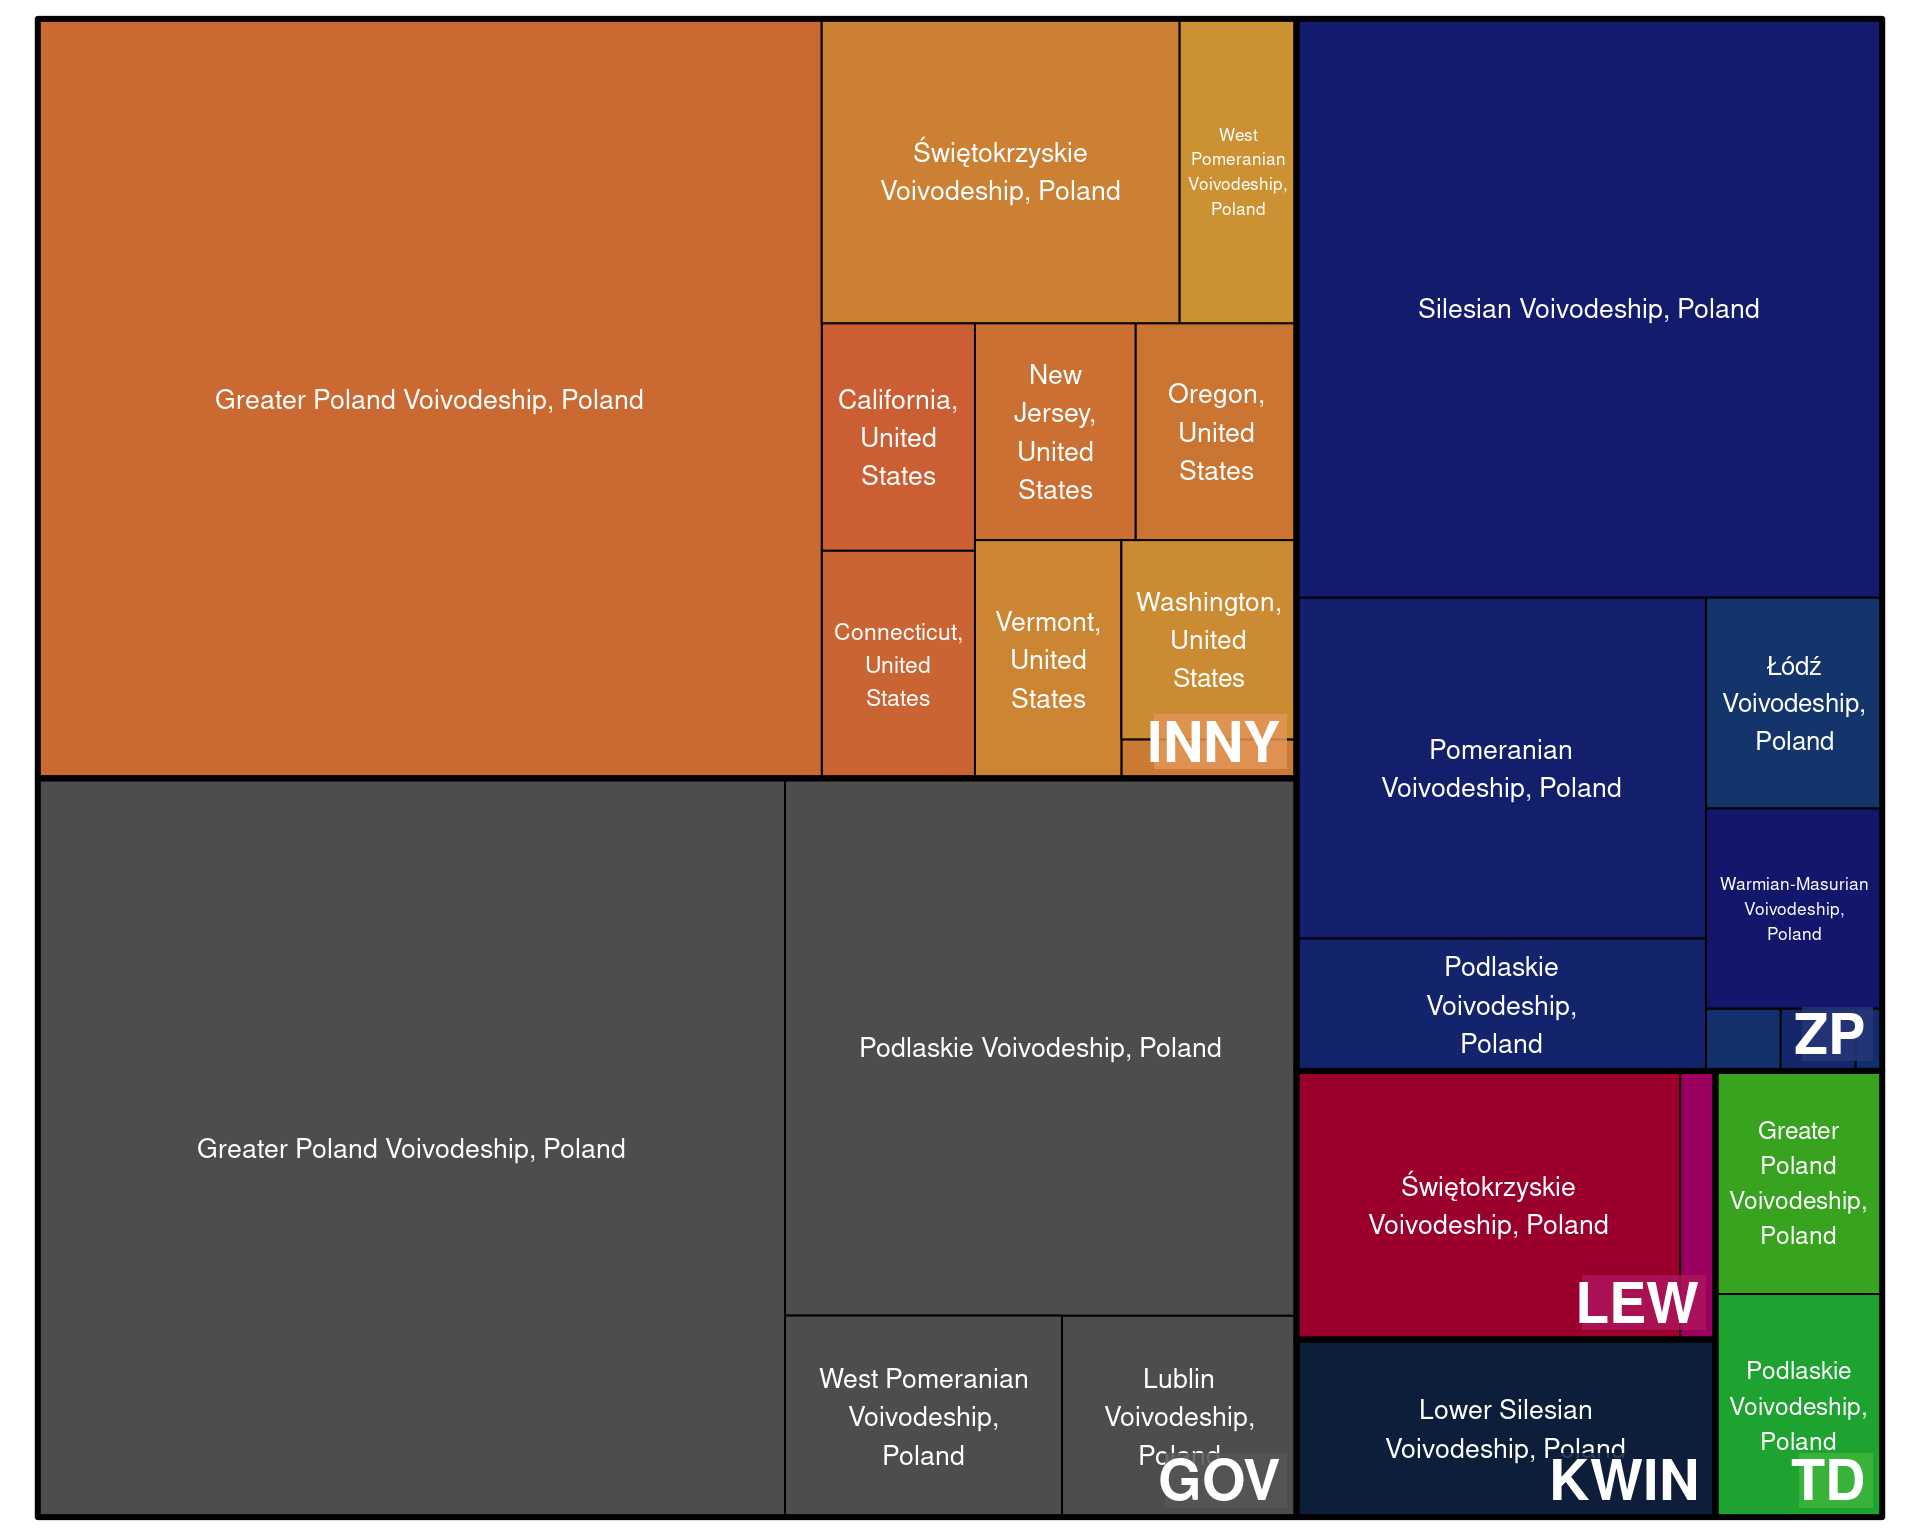 Greater Poland Voivodeship, Poland
Świętokrzyskie
Voivodeship, Poland
West
Pomeranian
Voivodeship,
Poland
California,
United
States
New
Jersey,
United
States
Oregon,
United
States
Connecticut,
United
States
Vermont,
United
States
Washington,
United
States
INNY
Silesian Voivodeship, Poland
Pomeranian
Voivodeship, Poland
Łódź
Voivodeship,
Poland
Warmian-Masurian
Voivodeship,
Poland
Podlaskie
Voivodeship,
Poland
ZP
Greater Poland Voivodeship, Poland
Podlaskie Voivodeship, Poland
West Pomeranian
Voivodeship,
Poland
Lublin
Voivodeship,
Poland
GOV
Świętokrzyskie
Voivodeship, Poland
LEW
Lower Silesian
Voivodeship, Poland
KWIN
Greater
Poland
Voivodeship,
Poland
Podlaskie
Voivodeship,
Poland
TD